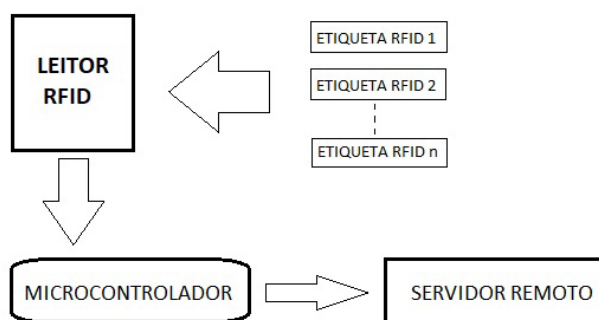 LEITOR
RFID
ETIQUETA RFID 1
ETIQUETA RFID 2
ETIQUETA RFID n
MICROCONTROLADOR
SERVIDOR REMOTO